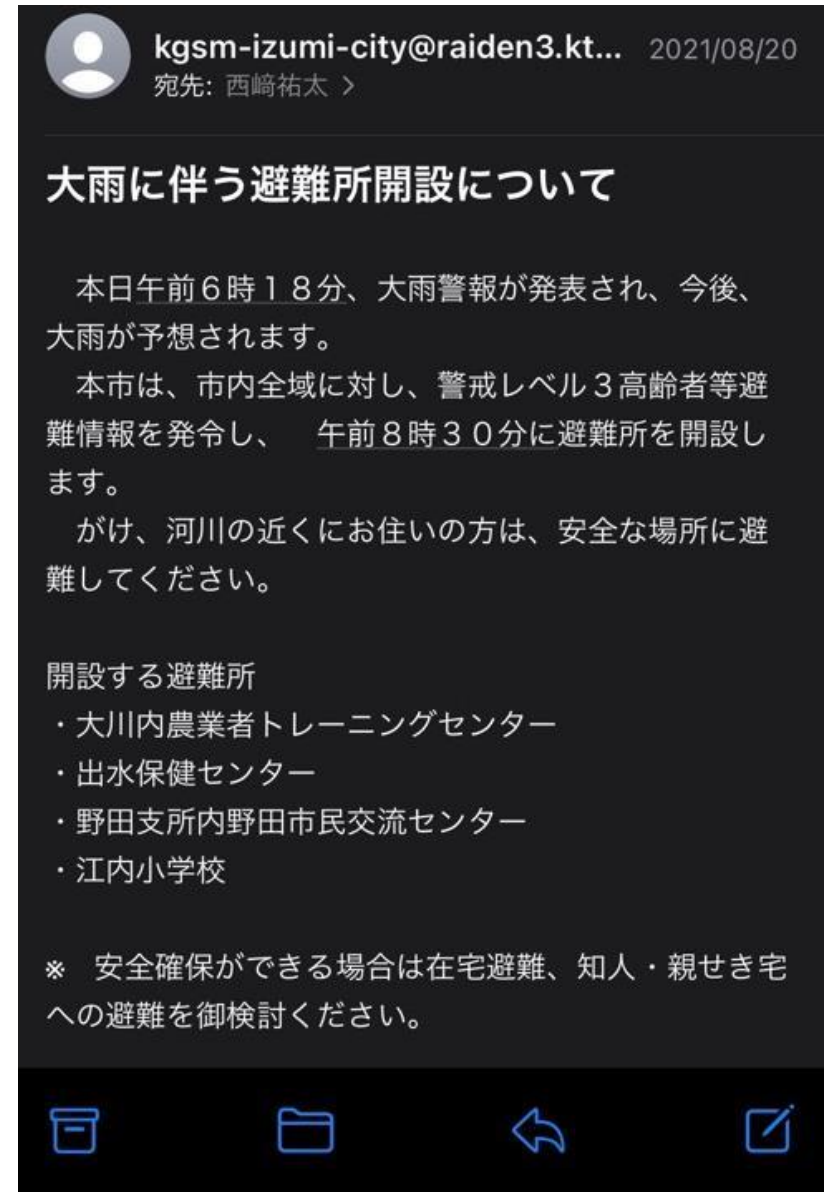 kgsm-izumi-city@raiden3.kt... 2021/08/20
宛先: 西﨑祐太 >
大雨に伴う避難所開設について
　本日午前６時１８分、大雨警報が発表され、今後、
大雨が予想されます。
　本市は、市内全域に対し、警戒レベル３高齢者等避
難情報を発令し、　午前８時３０分に避難所を開設し
ます。
　がけ、河川の近くにお住いの方は、安全な場所に避
難してください。
開設する避難所
・大川内農業者トレーニングセンター
・出水保健センター
・野田支所内野田市民交流センター
・江内小学校
※　安全確保ができる場合は在宅避難、知人・親せき宅
への避難を御検討ください。